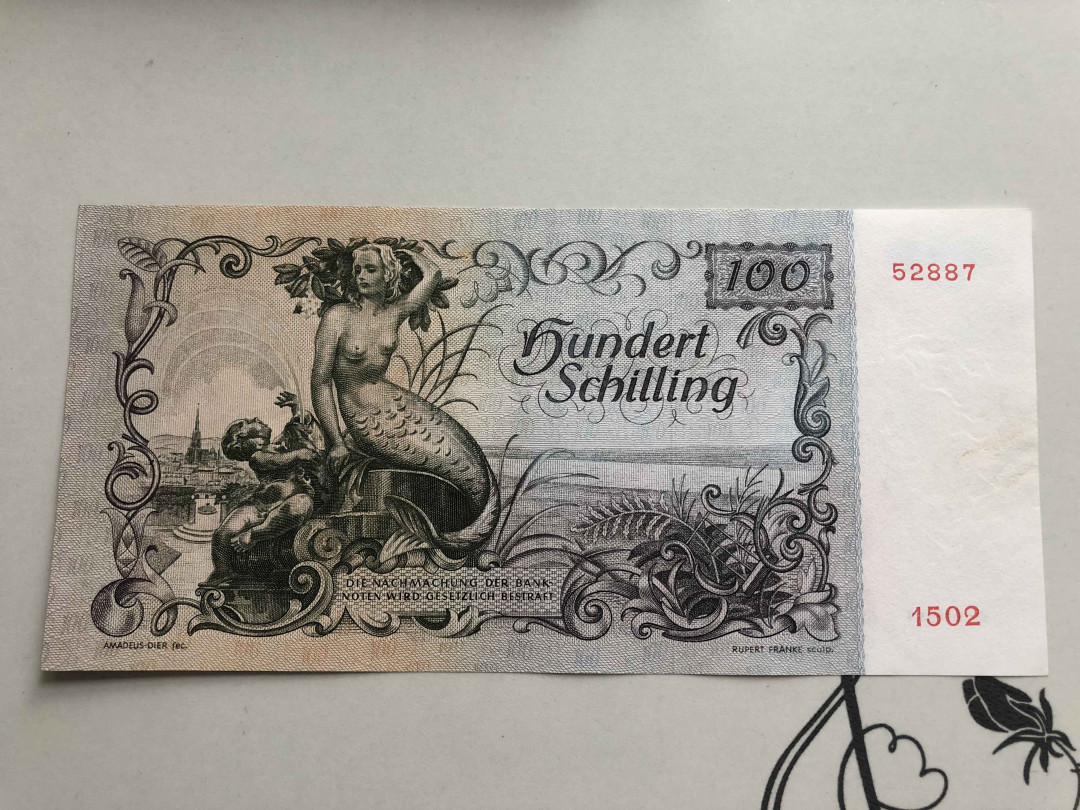 100
52887
Hundert
Schilling
DIE NACHMACHUNG DER BANK-
NOTEN WIRD GESETZLICH BESTRAFT
1502
AMADEUS-DIER fec.
RUPERT FRANKE sculp.